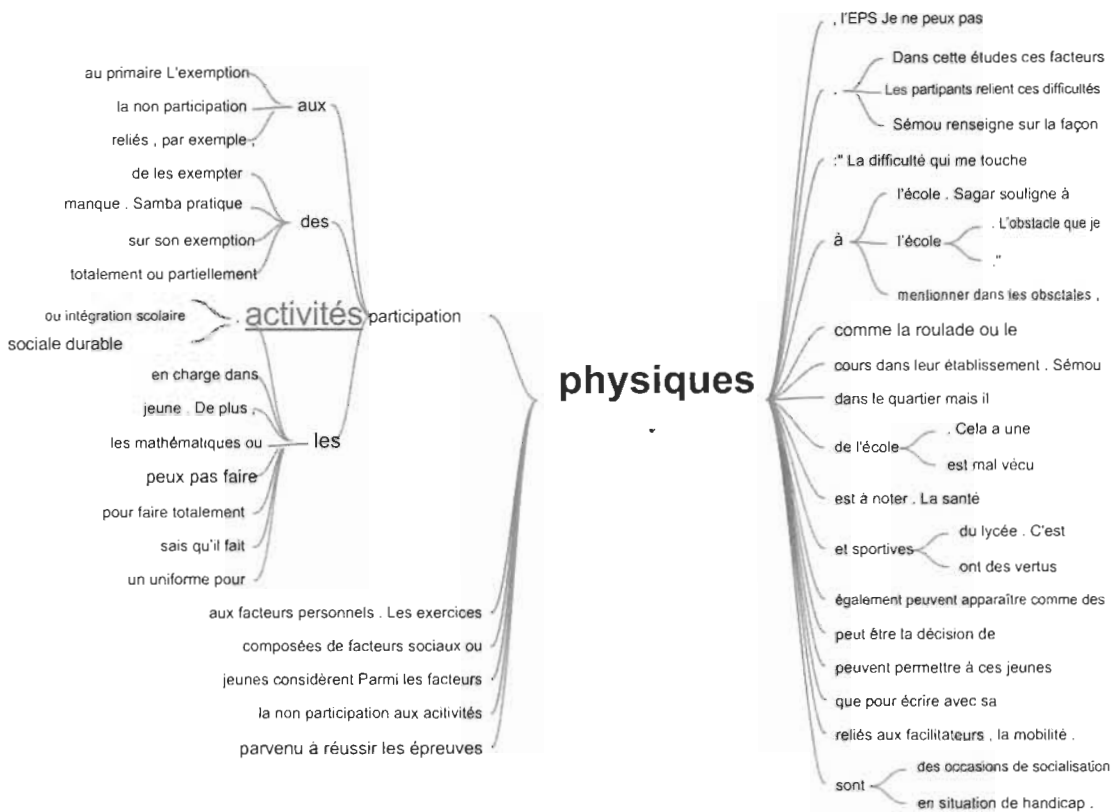 au primaire L'exemption
la non participation
reliés , par exemple ,
aux
de les exempter
manque . Samba pratique
sur son exemption
totalement ou partiellement
des
ou intégration scolaire
sociale durable
.
activités
participation
en charge dans
jeune . De plus ,
les mathématiques ou
peux pas faire
pour faire totalement
sais qu'il fait
un uniforme pour
les
aux facteurs personnels . Les exercices
composées de facteurs sociaux ou
jeunes considèrent Parmi les facteurs
la non participation aux acitivités
parvenu à réussir les épreuves
physiques
, l'EPS Je ne peux pas
.
Dans cette études ces facteurs
Les partipants relient ces difficultés
Sémou renseigne sur la façon
:" La difficulté qui me touche
à
l'école . Sagar souligne à
l'école
. L'obstacle que je
."
mentionner dans les obsctales ,
comme la roulade ou le
cours dans leur établissement . Sémou
dans le quartier mais il
de l'école
. Cela a une
est mal vécu
est à noter . La santé
et sportives
du lycée . C'est
ont des vertus
également peuvent apparaître comme des
peut être la décision de
peuvent permettre à ces jeunes
que pour écrire avec sa
reliés aux facilitateurs , la mobilité .
sont
des occasions de socialisation
en situation de handicap .